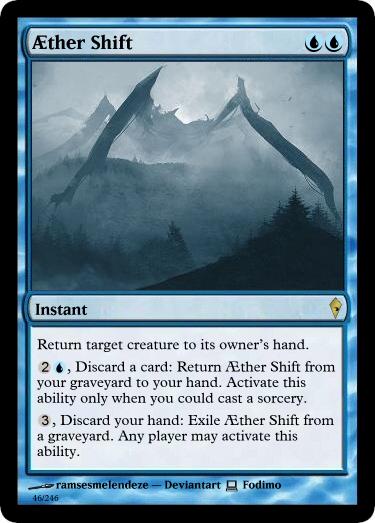 Æther Shift
Instant
Return target creature to its owner's hand.
2, Discard a card: Return Æther Shift from
your graveyard to your hand. Activate this
ability only when you could cast a sorcery.
3, Discard your hand: Exile Æther Shift from
a graveyard. Any player may activate this
ability.
ramsesmelendeze — Deviantart 💻 Fodimo
46/246